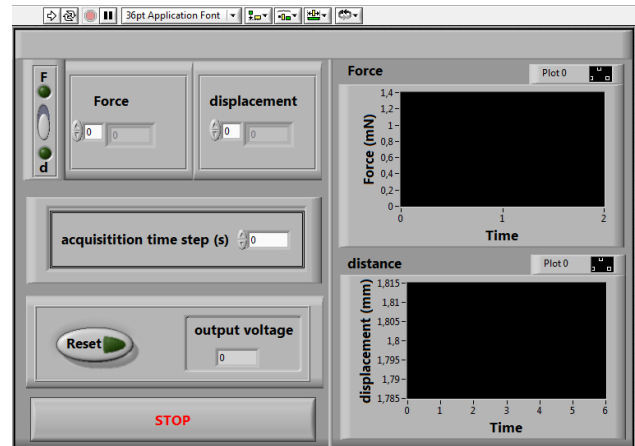 36pt Application Font
F
d
Force
0
0
displacement
0
0
acquisitition time step (s)
0
Reset
output voltage
0
STOP
Force
Plot 0
Force (mN)
1,4
1,2
1
0,8
0,6
0,4
0,2
0
0
1
2
Time
distance
Plot 0
displacement (mm)
1,815
1,81
1,805
1,8
1,795
1,79
1,785
0
1
2
3
4
5
6
Time